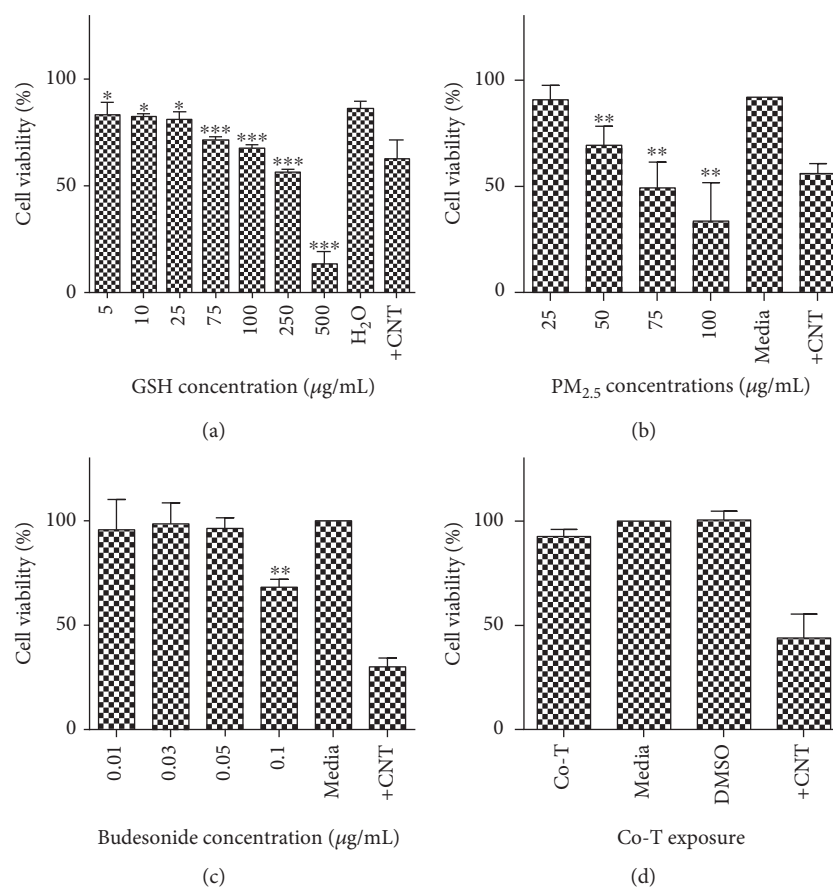 100
50
0
Cell viability (%)
* * * *** *** *** ***
5 10 25 75 100 250 500 H₂O +CNT
GSH concentration (μg/mL)
(a)
100
50
0
Cell viability (%)
** ** **
25 50 75 100 Media +CNT
PM₂.₅ concentrations (μg/mL)
(b)
100
50
0
Cell viability (%)
**
0.01 0.03 0.05 0.1 Media +CNT
Budesonide concentration (μg/mL)
(c)
100
50
0
Cell viability (%)
Co-T Media DMSO +CNT
Co-T exposure
(d)